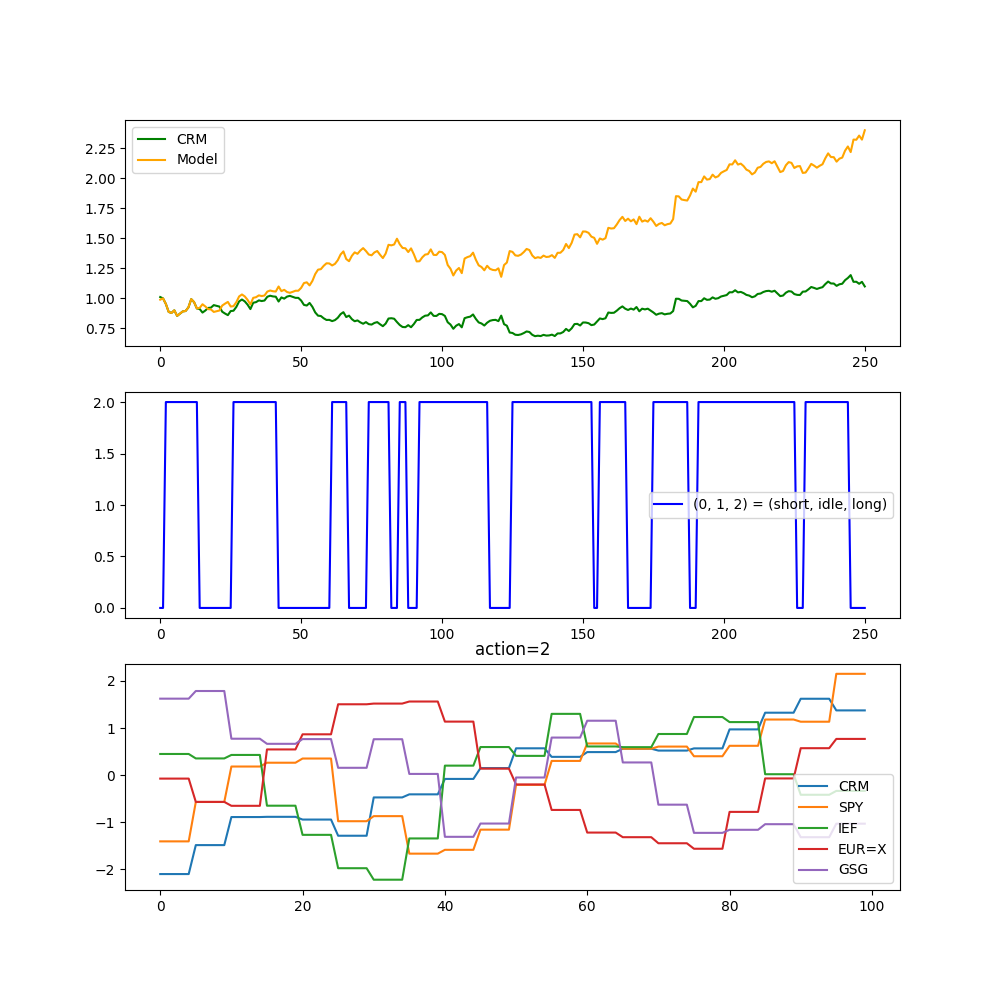 CRM
Model
2.25
2.00
1.75
1.50
1.25
1.00
0.75
0 50 100 150 200 250
2.0
1.5
1.0
0.5
0.0
(0, 1, 2) = (short, idle, long)
0 50 100 150 200 250
action=2
2
1
0
−1
−2
CRM
SPY
IEF
EUR=X
GSG
0 20 40 60 80 100